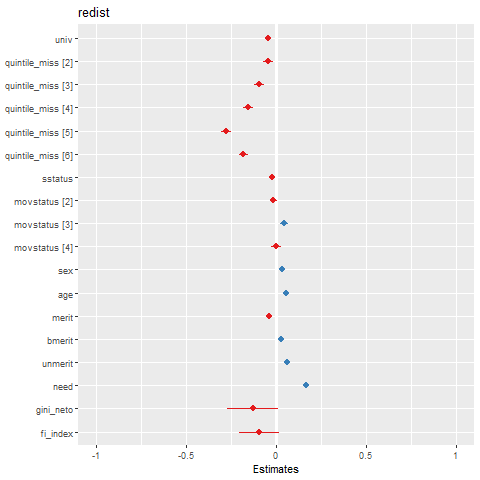 redist
univ
quintile_miss [2]
quintile_miss [3]
quintile_miss [4]
quintile_miss [5]
quintile_miss [6]
sstatus
movstatus [2]
movstatus [3]
movstatus [4]
sex
age
merit
bmerit
unmerit
need
gini_neto
fi_index
-1 -0.5 0 0.5 1
Estimates